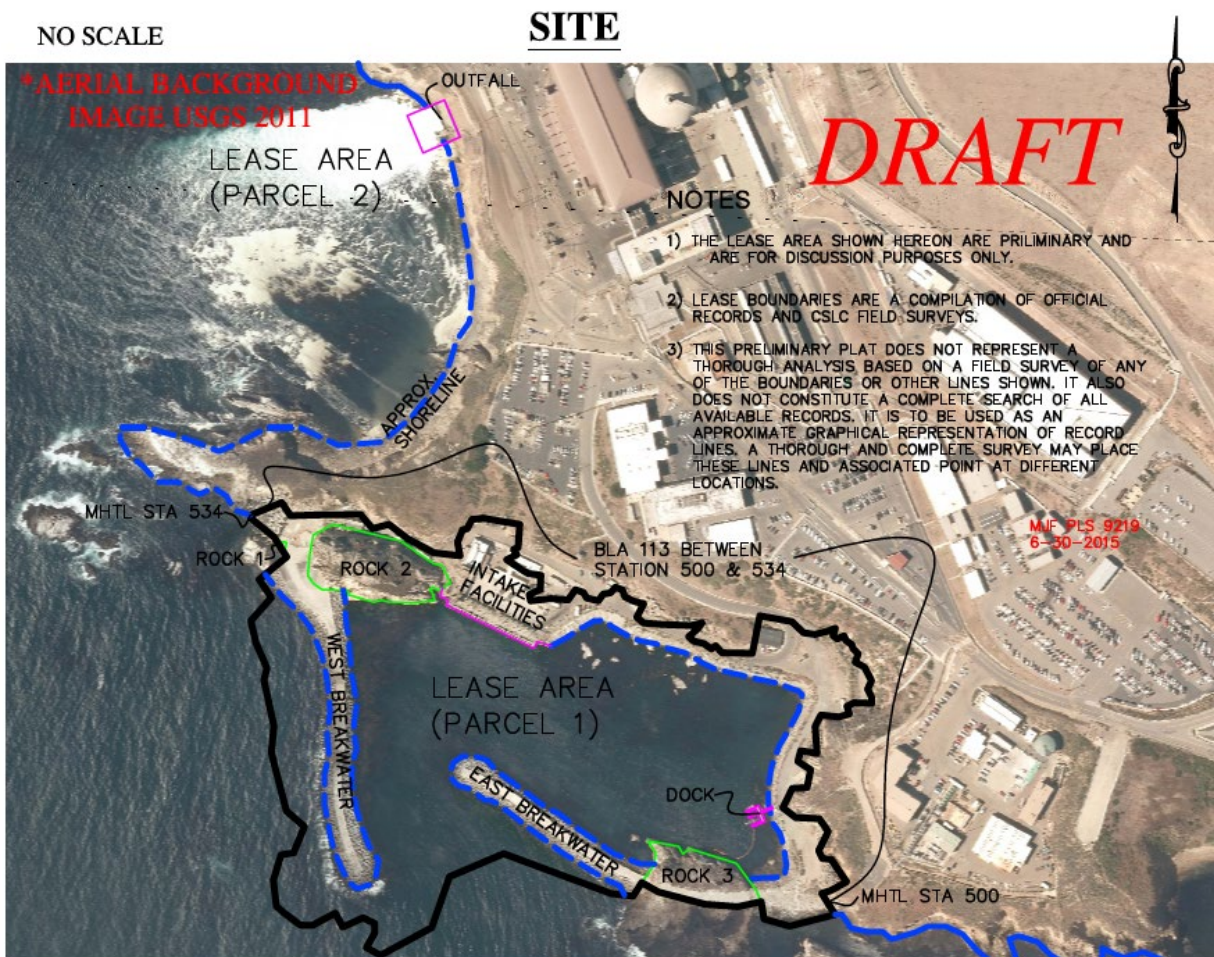 NO SCALE
SITE
*AERIAL BACKGROUND
IMAGE USGS 2011
OUTFALL
LEASE AREA
(PARCEL 2)
DRAFT
NOTES
1) THE LEASE AREA SHOWN HEREON ARE PRILIMINARY AND
ARE FOR DISCUSSION PURPOSES ONLY.
2) LEASE BOUNDARIES ARE A COMPILATION OF OFFICIAL
RECORDS AND CSLC FIELD SURVEYS.
3) THIS PRELIMINARY PLAT DOES NOT REPRESENT A
THOROUGH ANALYSIS BASED ON A FIELD SURVEY OF ANY
OF THE BOUNDARIES OR OTHER LINES SHOWN. IT ALSO
DOES NOT CONSTITUTE A COMPLETE SEARCH OF ALL
AVAILABLE RECORDS. IT IS TO BE USED AS AN
APPROXIMATE GRAPHICAL REPRESENTATION OF RECORD
LINES. A THOROUGH AND COMPLETE SURVEY MAY PLACE
THESE LINES AND ASSOCIATED POINT AT DIFFERENT
LOCATIONS.
APPROX.
SHORELINE
MHTL STA 534
MJF PLS 9219
6-30-2015
ROCK 1
ROCK 2
INTAKE
FACILITIES
BLA 113 BETWEEN
STATION 500 & 534
WEST BREAKWATER
LEASE AREA
(PARCEL 1)
EAST BREAKWATER
DOCK
ROCK 3
MHTL STA 500